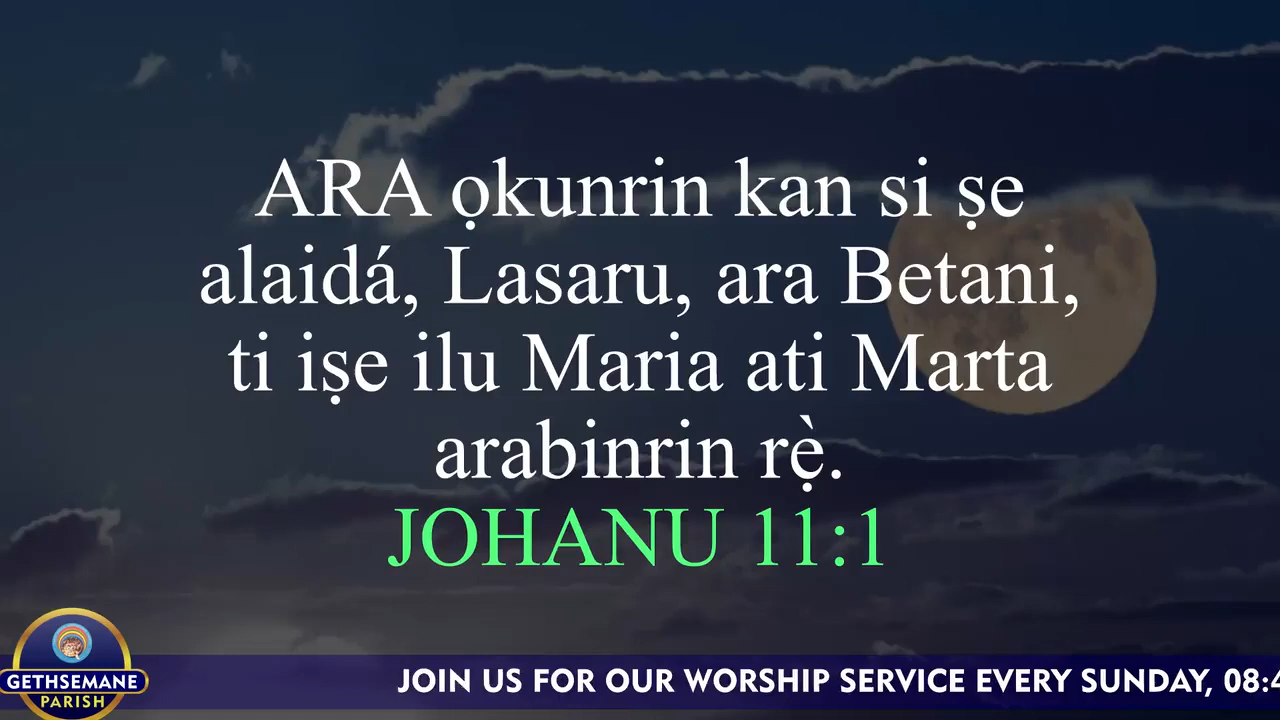 ARA ọkunrin kan si ṣe
alaidá, Lasaru, ara Betani,
ti iṣe ilu Maria ati Marta
arabinrin rẹ̀.
JOHANU 11:1
GETHSEMANE
PARISH
JOIN US FOR OUR WORSHIP SERVICE EVERY SUNDAY, 08:4